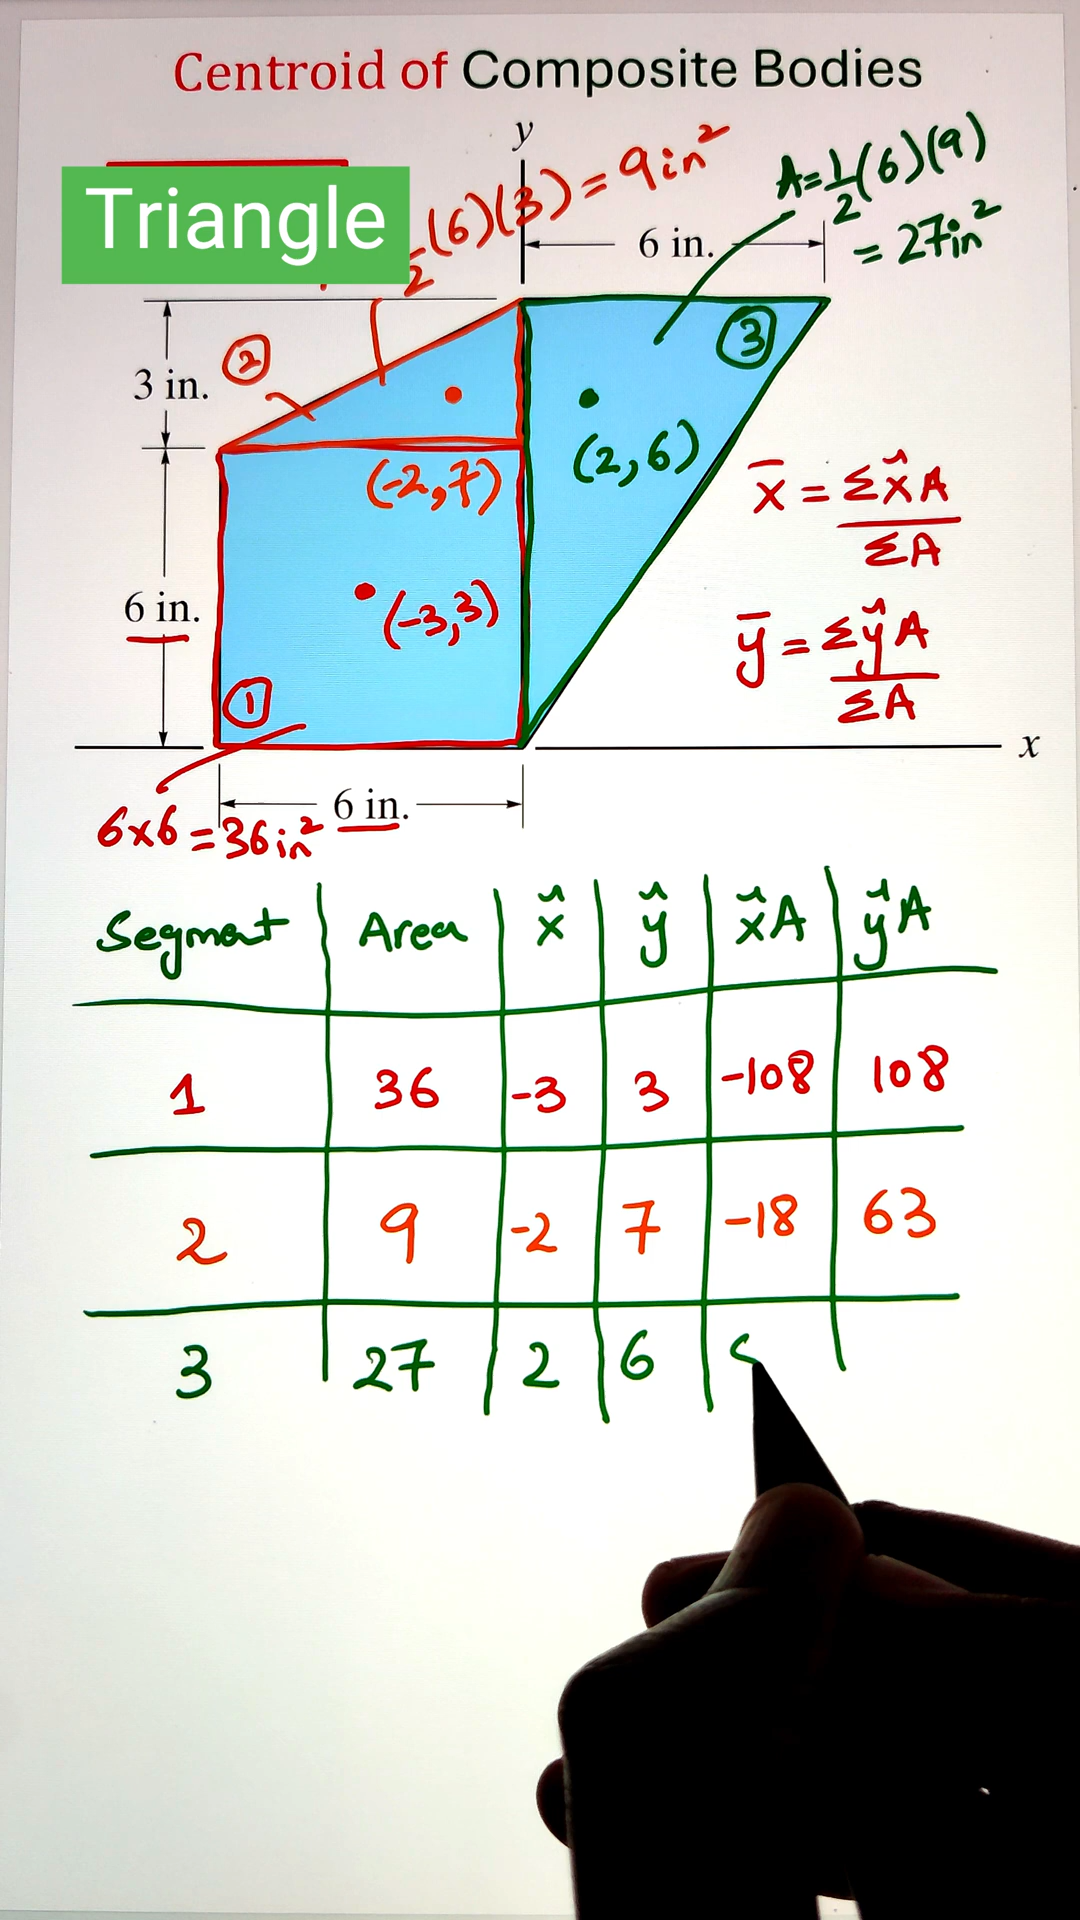 Centroid of Composite Bodies
y
Triangle
2 (6)(3) = 9in²
A=1/2(6)(9)
= 27in²
6 in.
3 in.
2
3
(-2,7)
(2,6)
x̄ = Σx̂A
ΣA
6 in.
(-3,3)
ȳ = ΣŷA
ΣA
1
x
6 in.
6x6 = 36in²
Segment Area x̂ ŷ x̂A ŷA
1 36 -3 3 -108 108
2 9 -2 7 -18 63
3 27 2 6